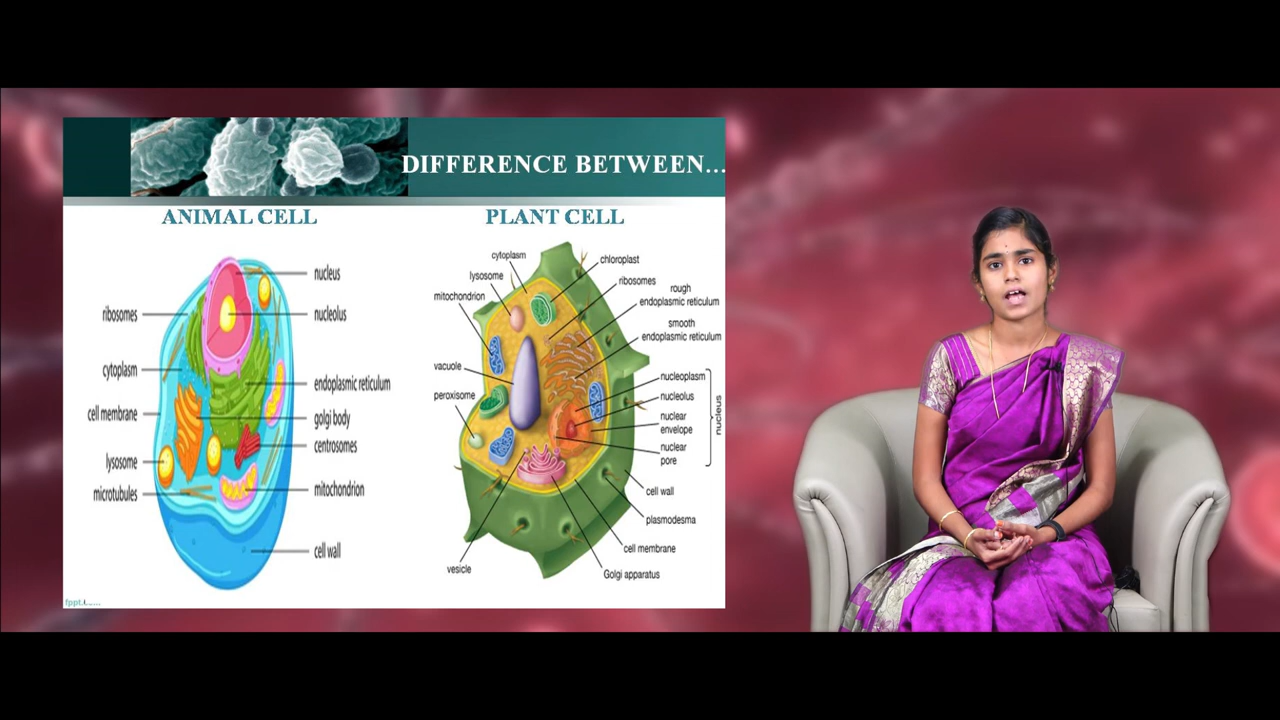 DIFFERENCE BETWEEN...
ANIMAL CELL
nucleus
nucleolus
ribosomes
cytoplasm
endoplasmic reticulum
cell membrane
golgi body
centrosomes
lysosome
microtubules
mitochondrion
cell wall
PLANT CELL
cytoplasm
chloroplast
lysosome
ribosomes
mitochondrion
rough
endoplasmic reticulum
smooth
endoplasmic reticulum
vacuole
nucleoplasm
peroxisome
nucleolus
nuclear
envelope
nucleus
nuclear
pore
cell wall
plasmodesma
cell membrane
vesicle
Golgi apparatus